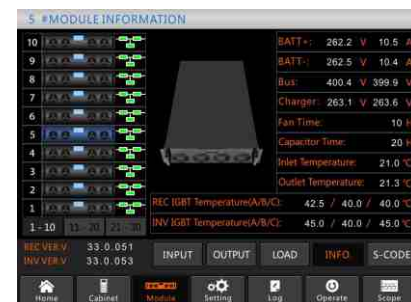 5 #MODULE INFORMATION
10
9
8
7
6
5
4
3
2
1
1 - 10 11 - 20 21 - 30
BATT+: 262.2 V 10.5 A
BATT-: 262.5 V 10.4 A
Bus: 400.4 V 399.9 V
Charger: 263.1 V 263.6 V
Fan Time: 10 H
Capacitor Time: 20 H
Inlet Temperature: 21.0 ℃
Outlet Temperature: 21.3 ℃
REC IGBT Temperature(A/B/C): 42.5 / 40.0 / 40.0 ℃
INV IGBT Temperature(A/B/C): 45.0 / 40.0 / 45.0 ℃
REC VER V 33.0.051
INV VER V 33.0.053
INPUT OUTPUT LOAD INFO. S-CODE
Home Cabinet Module Setting Log Operate Scope